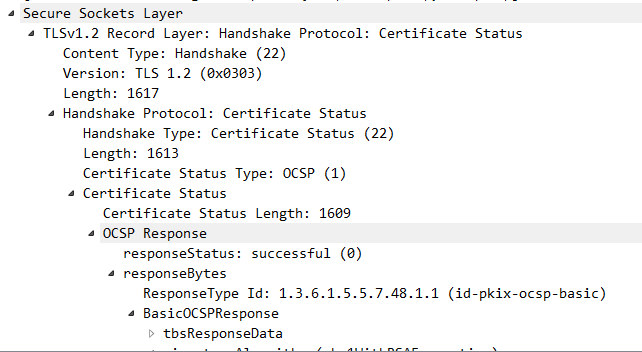 Secure Sockets Layer
TLSv1.2 Record Layer: Handshake Protocol: Certificate Status
Content Type: Handshake (22)
Version: TLS 1.2 (0x0303)
Length: 1617
Handshake Protocol: Certificate Status
Handshake Type: Certificate Status (22)
Length: 1613
Certificate Status Type: OCSP (1)
Certificate Status
Certificate Status Length: 1609
OCSP Response
responseStatus: successful (0)
responseBytes
ResponseType Id: 1.3.6.1.5.5.7.48.1.1 (id-pkix-ocsp-basic)
BasicOCSPResponse
tbsResponseData